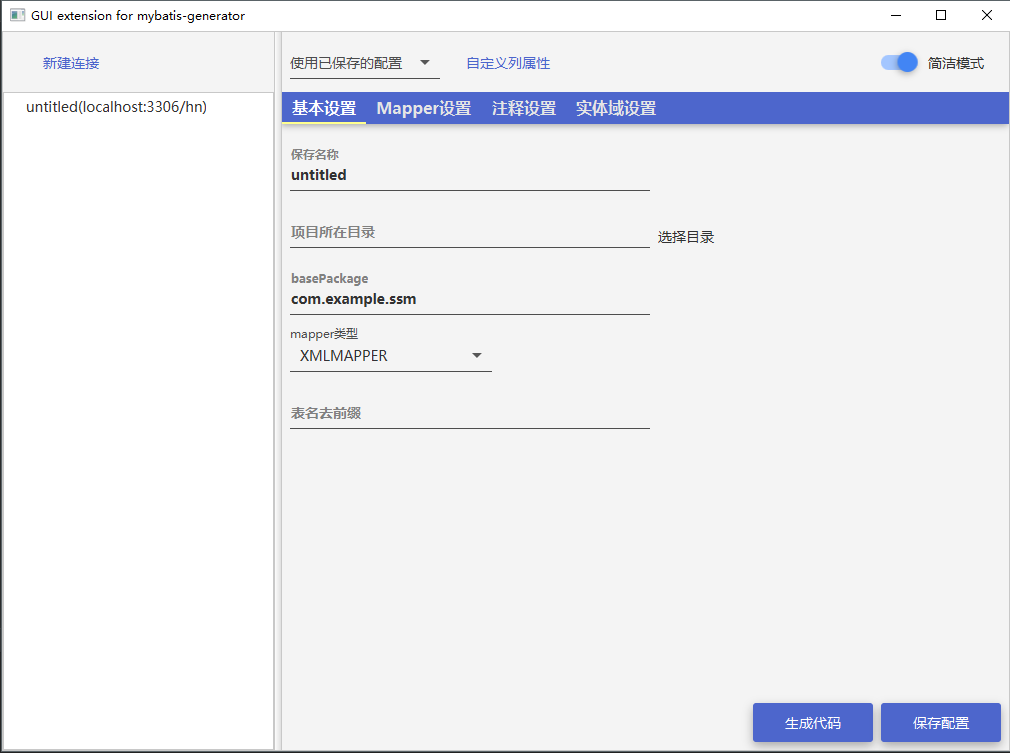 GUI extension for mybatis-generator
新建连接
使用已保存的配置
自定义列属性
简洁模式
untitled(localhost:3306/hn)
基本设置 Mapper设置 注释设置 实体域设置
保存名称
untitled
项目所在目录
选择目录
basePackage
com.example.ssm
mapper类型
XMLMAPPER
表名去前缀
生成代码
保存配置